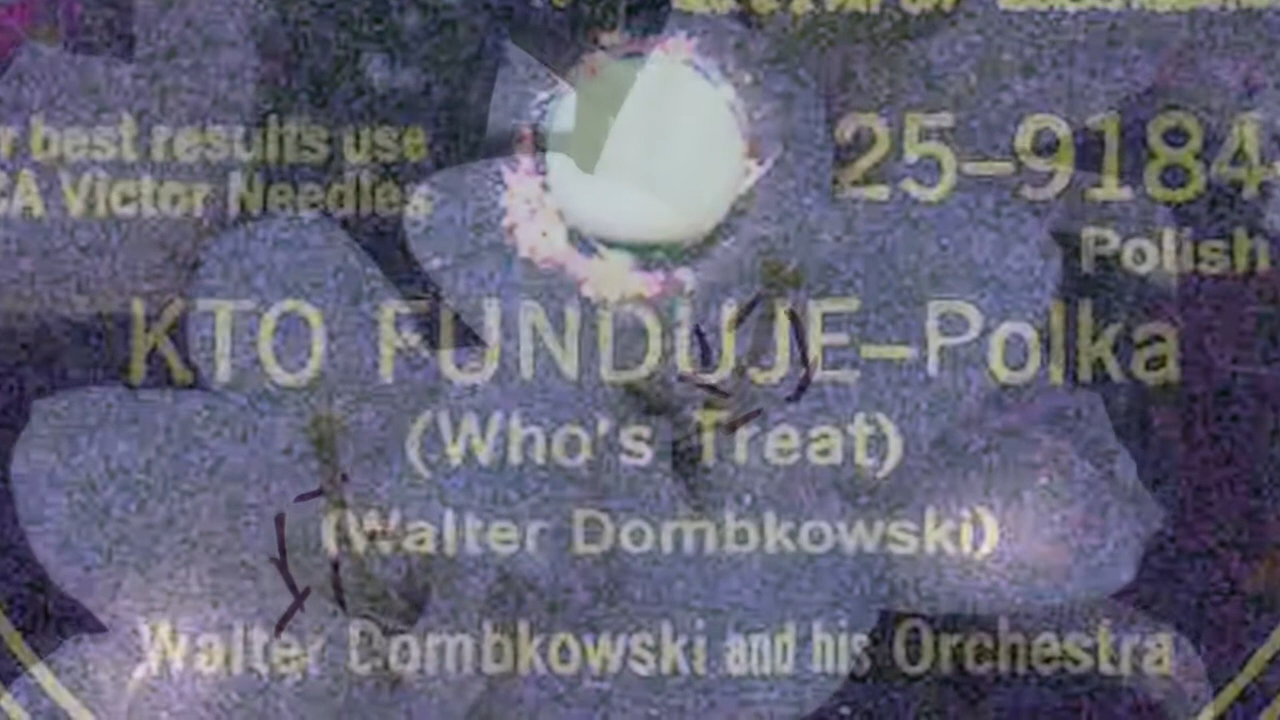 r best results use
CA Victor Needles
25-9184
Polish
KTO FUNDUJE-Polka
(Who's Treat)
(Walter Dombkowski)
Walter Dombkowski and his Orchestra